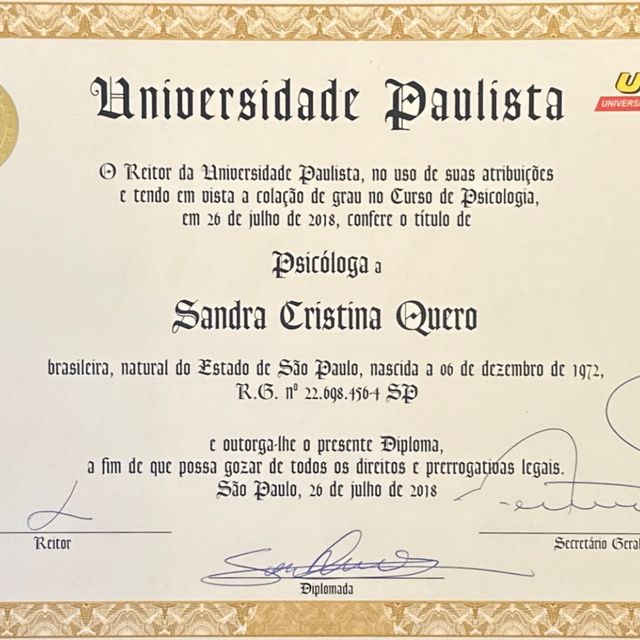 Universidade Paulista
U
UNIVERSI
O Reitor da Universidade Paulista, no uso de suas atribuições
e tendo em vista a colação de grau no Curso de Psicologia,
em 26 de julho de 2018, confere o título de
Psicóloga a
Sandra Cristina Quero
brasileira, natural do Estado de São Paulo, nascida a 06 de dezembro de 1972,
R.G. nº 22.698.456-4 SP
e outorga-lhe o presente Diploma,
a fim de que possa gozar de todos os direitos e prerrogativas legais.
São Paulo, 26 de julho de 2018
Reitor
Secretário Geral
Diplomada